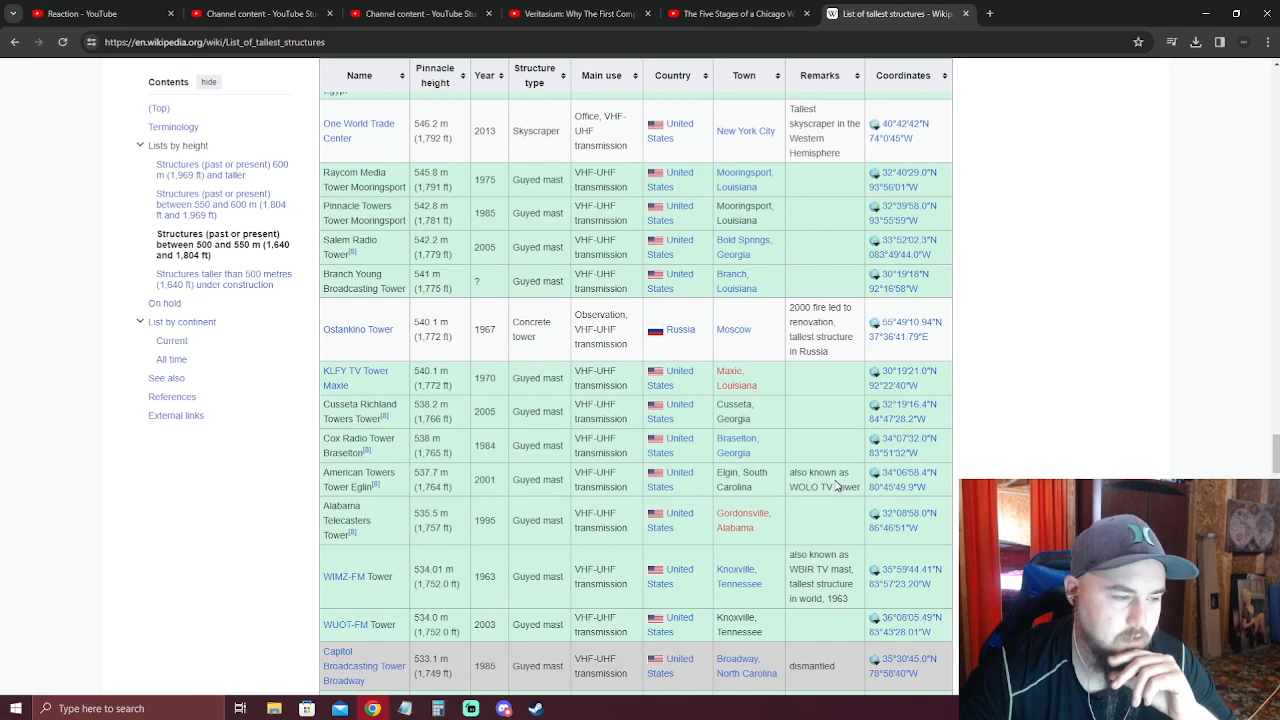 Reaction - YouTube
Content - YouTube Stu
Content - YouTube Stu
Veritasium: Why The First Comp
The Five Stages of a Chicago W
List of tallest structures - Wikip
https://en.wikipedia.org/wiki/List_tallest_structures
Contents hide
(Top)
Terminology
Lists by height
Structures (past or present) 600
m (1,969 ft) and taller
Structures (past or present)
between 550 and 600 m (1,804
ft and 1,969 ft)
Structures (past or present)
between 500 and 550 m (1,640
and 1,804 ft)
Structures taller than 500 metres
(1,640 ft) under construction
On hold
List by continent
Current
All time
See also
References
External links
Name Pinnacle height Year Structure type Main use Country Town Remarks Coordinates
One World Trade Center 546.2 m (1,792 ft) 2013 Skyscraper Office, VHF-UHF transmission United States New York City Tallest skyscraper in the Western Hemisphere 40°42′42″N 74°0′45″W
Raycom Media Tower Mooringsport 545.8 m (1,791 ft) 1975 Guyed mast VHF-UHF transmission United States Mooringsport, Louisiana 32°40′29.0″N 93°56′01″W
Pinnacle Towers Tower Mooringsport 542.8 m (1,781 ft) 1985 Guyed mast VHF-UHF transmission United States Mooringsport, Louisiana 32°39′58.0″N 93°55′59″W
Salem Radio Tower[8] 542.2 m (1,779 ft) 2005 Guyed mast VHF-UHF transmission United States Bold Springs, Georgia 33°52′02.3″N 083°49′44.0″W
Branch Young Broadcasting Tower 541 m (1,775 ft) ? Guyed mast VHF-UHF transmission United States Branch, Louisiana 30°19′18″N 92°16′58″W
Ostankino Tower 540.1 m (1,772 ft) 1967 Concrete tower Observation, VHF-UHF transmission Russia Moscow 2000 fire led to renovation, tallest structure in Russia 55°49′10.94″N 37°36′41.79″E
KLFY TV Tower Maxie 540.1 m (1,772 ft) 1970 Guyed mast VHF-UHF transmission United States Maxie, Louisiana 30°19′21.0″N 92°22′40″W
Cusseta Richland Towers Tower[8] 538.2 m (1,766 ft) 2005 Guyed mast VHF-UHF transmission United States Cusseta, Georgia 32°19′16.4″N 84°47′28.2″W
Cox Radio Tower Braselton[8] 538 m (1,765 ft) 1984 Guyed mast VHF-UHF transmission United States Braselton, Georgia 34°07′32.0″N 83°51′32″W
American Towers Tower Eglin[8] 537.7 m (1,764 ft) 2001 Guyed mast VHF-UHF transmission United States Elgin, South Carolina also known as WOLO TV Tower 34°06′58.4″N 80°45′49.9″W
Alabama Telecasters Tower[8] 535.5 m (1,757 ft) 1995 Guyed mast VHF-UHF transmission United States Gordonsville, Alabama 32°08′58.0″N 86°46′51″W
WIMZ-FM Tower 534.01 m (1,752.0 ft) 1963 Guyed mast VHF-UHF transmission United States Knoxville, Tennessee also known as WBIR TV mast, tallest structure in world, 1963 35°59′44.41″N 83°57′23.20″W
WUOT-FM Tower 534.0 m (1,752.0 ft) 2003 Guyed mast VHF-UHF transmission United States Knoxville, Tennessee 36°08′05.49″N 83°43′28.01″W
Capitol Broadcasting Tower Broadway 533.1 m (1,749 ft) 1985 Guyed mast VHF-UHF transmission United States Broadway, North Carolina dismantled 35°30′45.0″N 78°58′40″W
Type here to search